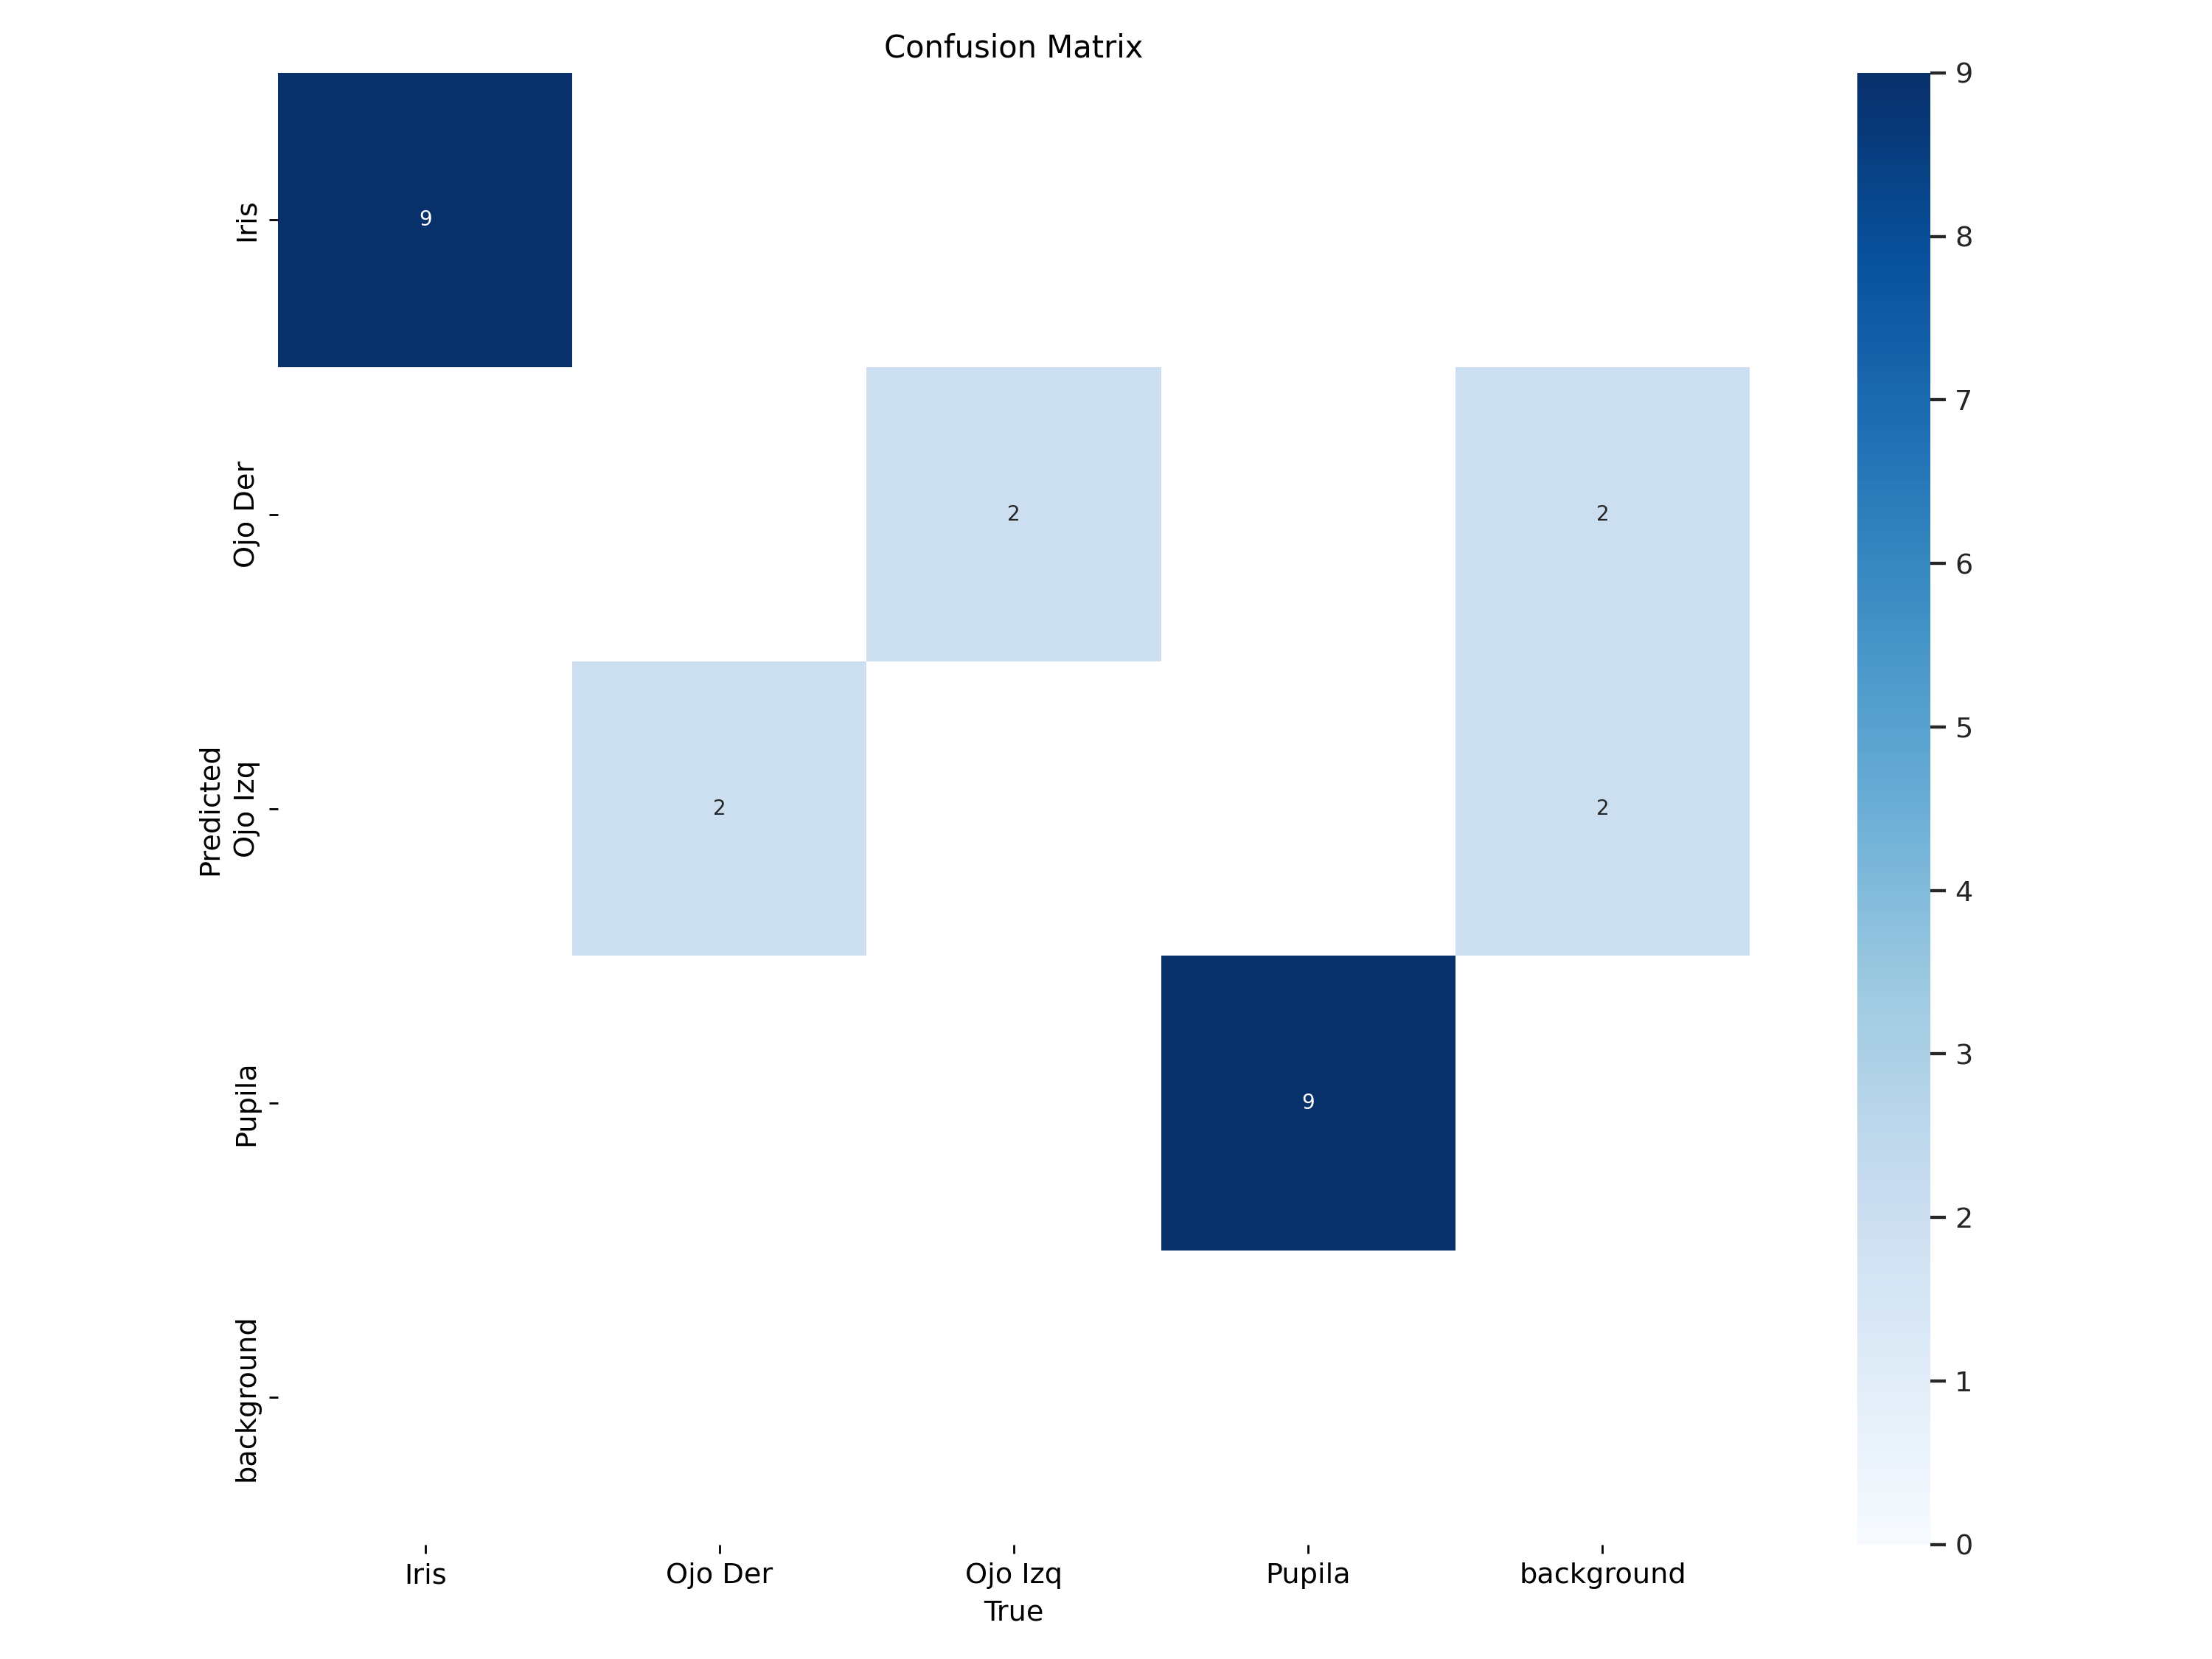 Confusion Matrix
Iris
Ojo Der
Ojo Izq
Pupila
background
Predicted
9
2
2
2
2
9
Iris
Ojo Der
Ojo Izq
Pupila
background
True
9
8
7
6
5
4
3
2
1
0